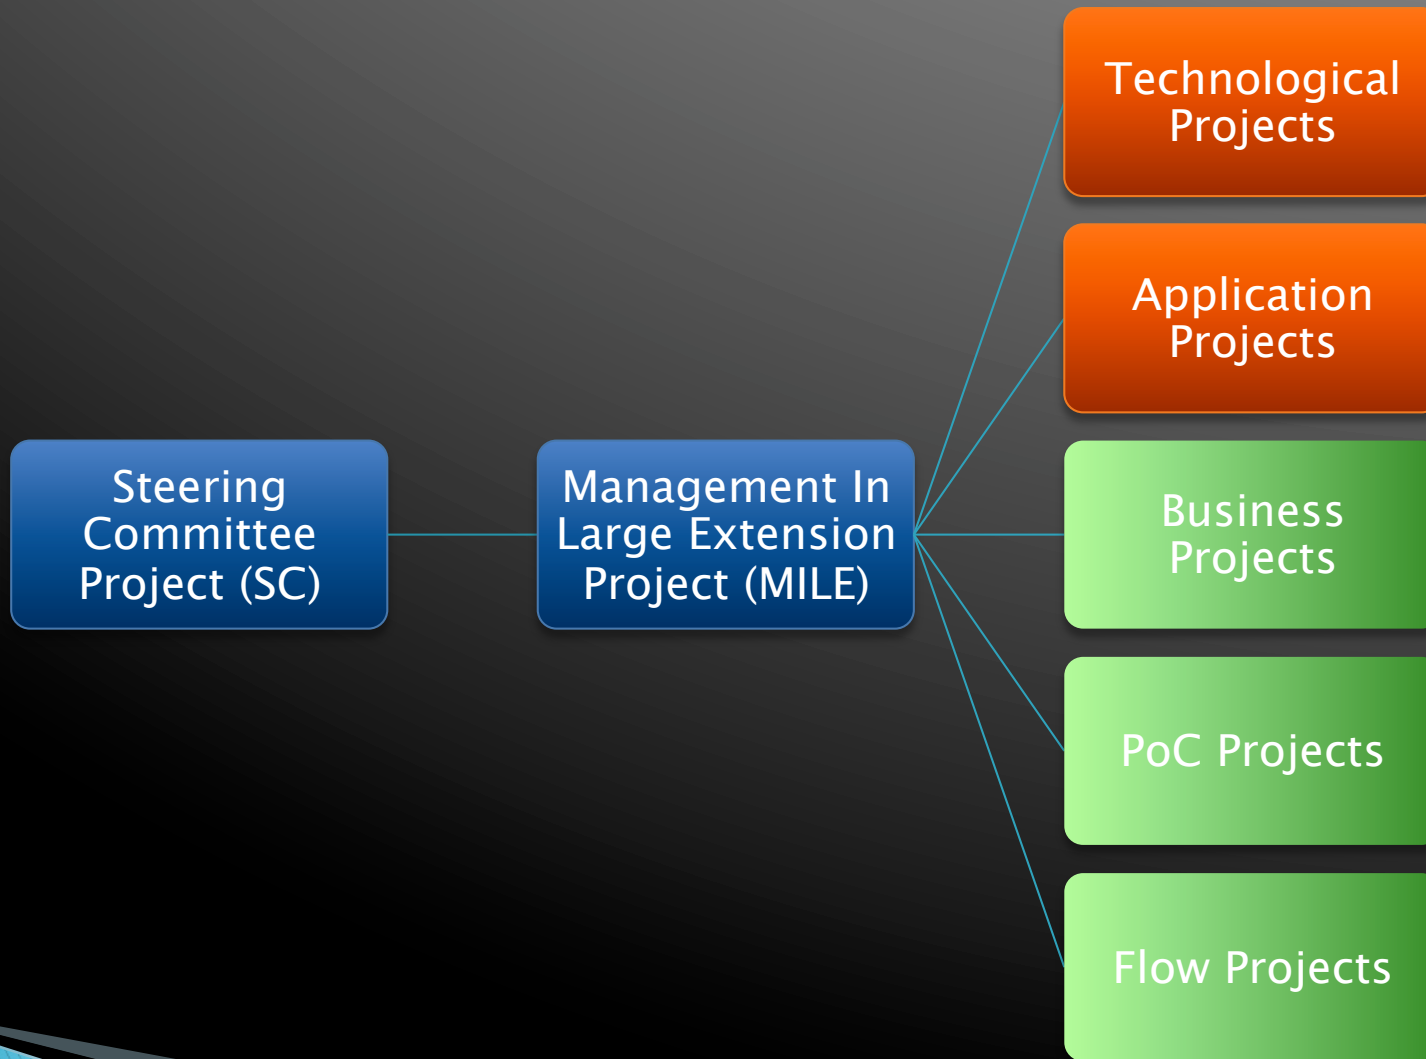 Technological
Projects
Application
Projects
Steering
Committee
Project (SC)
Management In
Large Extension
Project (MILE)
Business
Projects
PoC Projects
Flow Projects